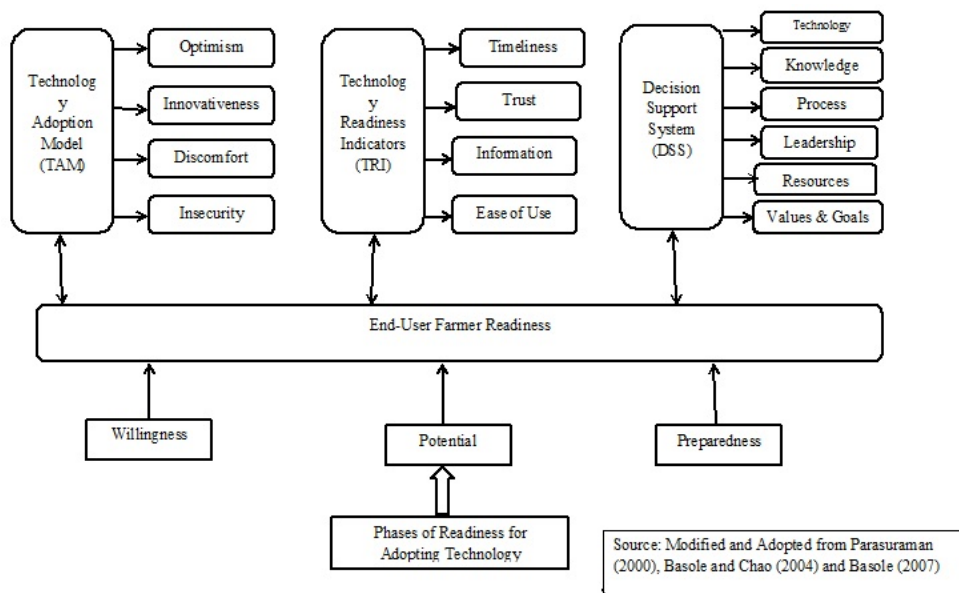 Technolog
y
Adoption
Model
(TAM)
Optimism
Innovativeness
Discomfort
Insecurity
Technolog
y
Readiness
Indicators
(TRI)
Timeliness
Trust
Information
Ease of Use
Decision
Support
System
(DSS)
Technology
Knowledge
Process
Leadership
Resources
Values & Goals
End-User Farmer Readiness
Willingness
Potential
Preparedness
Phases of Readiness for
Adopting Technology
Source: Modified and Adopted from Parasuraman
(2000), Basole and Chao (2004) and Basole (2007)